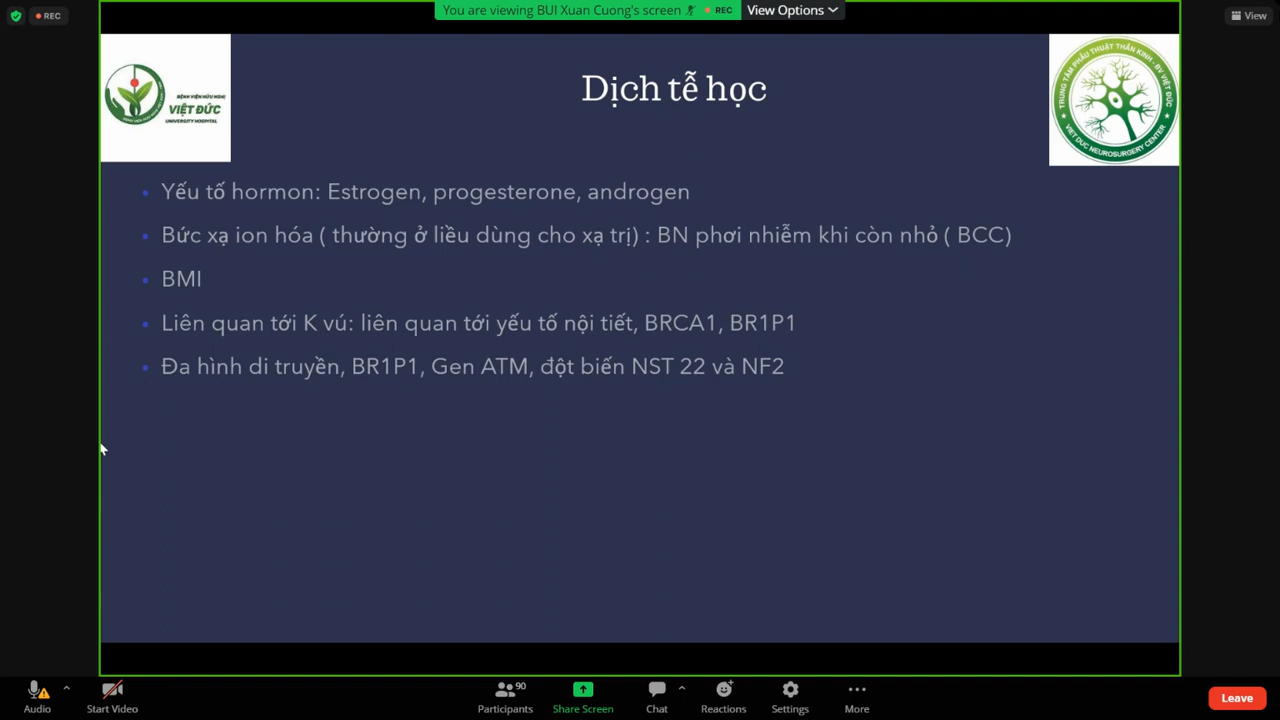 REC
You are viewing BUI Xuan Cuong's screen
REC
View Options
View
BỆNH VIỆN HỮU NGHỊ
VIỆT ĐỨC
UNIVERSITY HOSPITAL
Dịch tễ học
TRUNG TÂM PHẪU THUẬT THẦN KINH - BV VIỆT ĐỨC
VIET DUC NEUROSURGERY CENTER
Yếu tố hormon: Estrogen, progesterone, androgen
Bức xạ ion hóa ( thường ở liều dùng cho xạ trị) : BN phơi nhiễm khi còn nhỏ ( BCC)
BMI
Liên quan tới K vú: liên quan tới yếu tố nội tiết, BRCA1, BR1P1
Đa hình di truyền, BR1P1, Gen ATM, đột biến NST 22 và NF2
Audio
Start Video
90
Participants
Share Screen
Chat
Reactions
Settings
More
Leave